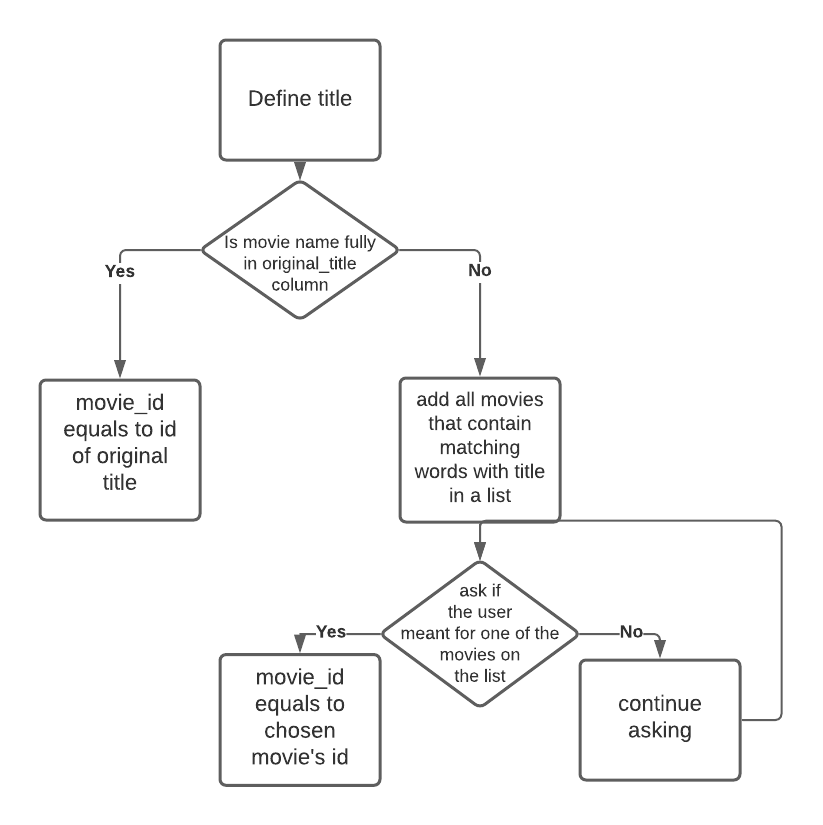 Define title
Is movie name fully
in original_title
column
Yes
No
movie_id
equals to id
of original
title
add all movies
that contain
matching
words with title
in a list
ask if
the user
meant for one of the
movies on
the list
Yes
No
movie_id
equals to
chosen
movie's id
continue
asking